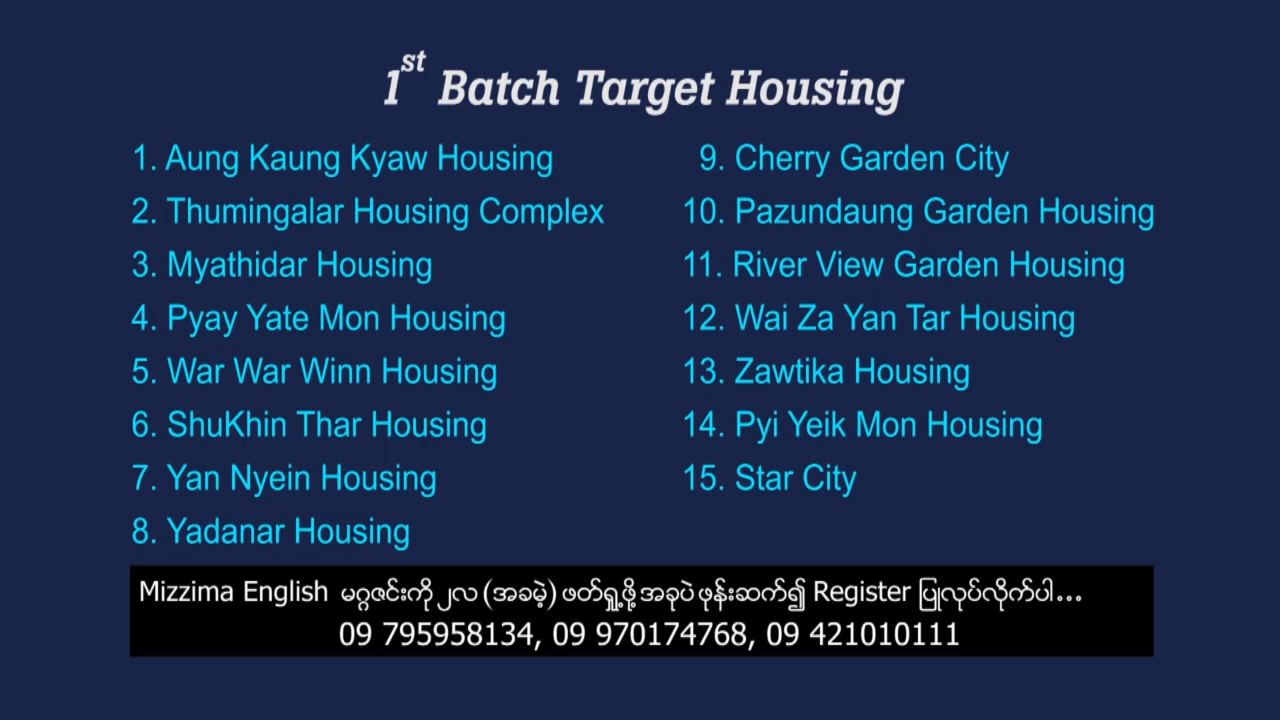 1st Batch Target Housing
1. Aung Kaung Kyaw Housing
2. Thumingalar Housing Complex
3. Myathidar Housing
4. Pyay Yate Mon Housing
5. War War Winn Housing
6. ShuKhin Thar Housing
7. Yan Nyein Housing
8. Yadanar Housing
9. Cherry Garden City
10. Pazundaung Garden Housing
11. River View Garden Housing
12. Wai Za Yan Tar Housing
13. Zawtika Housing
14. Pyi Yeik Mon Housing
15. Star City
Mizzima English မဂ္ဂဇင်းကို ၂လ (အခမဲ့) ဖတ်ရှု့ဖို့ အခုပဲ ဖုန်းဆက်၍ Register ပြုလုပ်လိုက်ပါ...
09 795958134, 09 970174768, 09 421010111